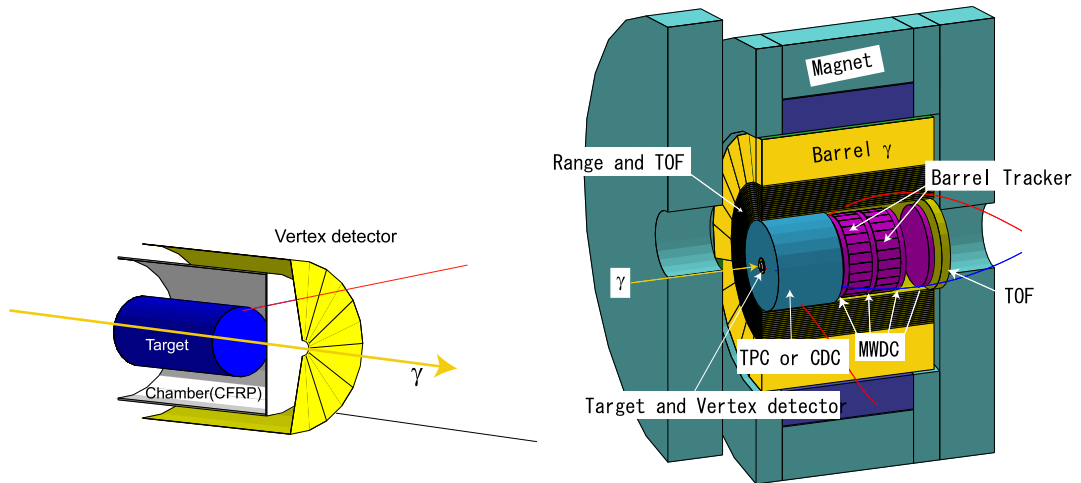 Vertex detector
Target
Chamber(CFRP)
γ
Magnet
Barrel γ
Range and TOF
Barrel Tracker
γ
TOF
TPC or CDC
MWDC
Target and Vertex detector